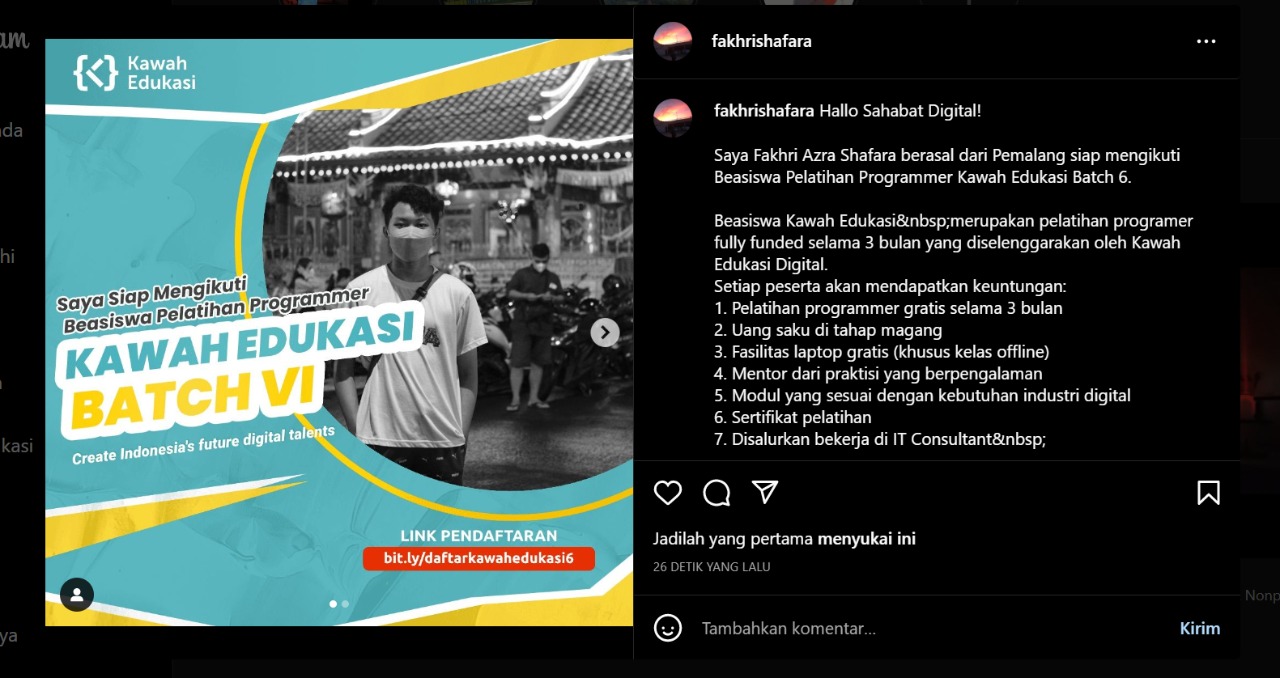 Kawah
Edukasi
Saya Siap Mengikuti
Beasiswa Pelatihan Programmer
KAWAH EDUKASI
BATCH VI
Create Indonesia's future digital talents
LINK PENDAFTARAN
bit.ly/daftarkawahedukasi6
fakhrishafara
fakhrishafara Hallo Sahabat Digital!
Saya Fakhri Azra Shafara berasal dari Pemalang siap mengikuti
Beasiswa Pelatihan Programmer Kawah Edukasi Batch 6.
Beasiswa Kawah Edukasi&nbsp;merupakan pelatihan programer
fully funded selama 3 bulan yang diselenggarakan oleh Kawah
Edukasi Digital.
Setiap peserta akan mendapatkan keuntungan:
1. Pelatihan programmer gratis selama 3 bulan
2. Uang saku di tahap magang
3. Fasilitas laptop gratis (khusus kelas offline)
4. Mentor dari praktisi yang berpengalaman
5. Modul yang sesuai dengan kebutuhan industri digital
6. Sertifikat pelatihan
7. Disalurkan bekerja di IT Consultant&nbsp;
Jadilah yang pertama menyukai ini
26 DETIK YANG LALU
Tambahkan komentar...
Kirim